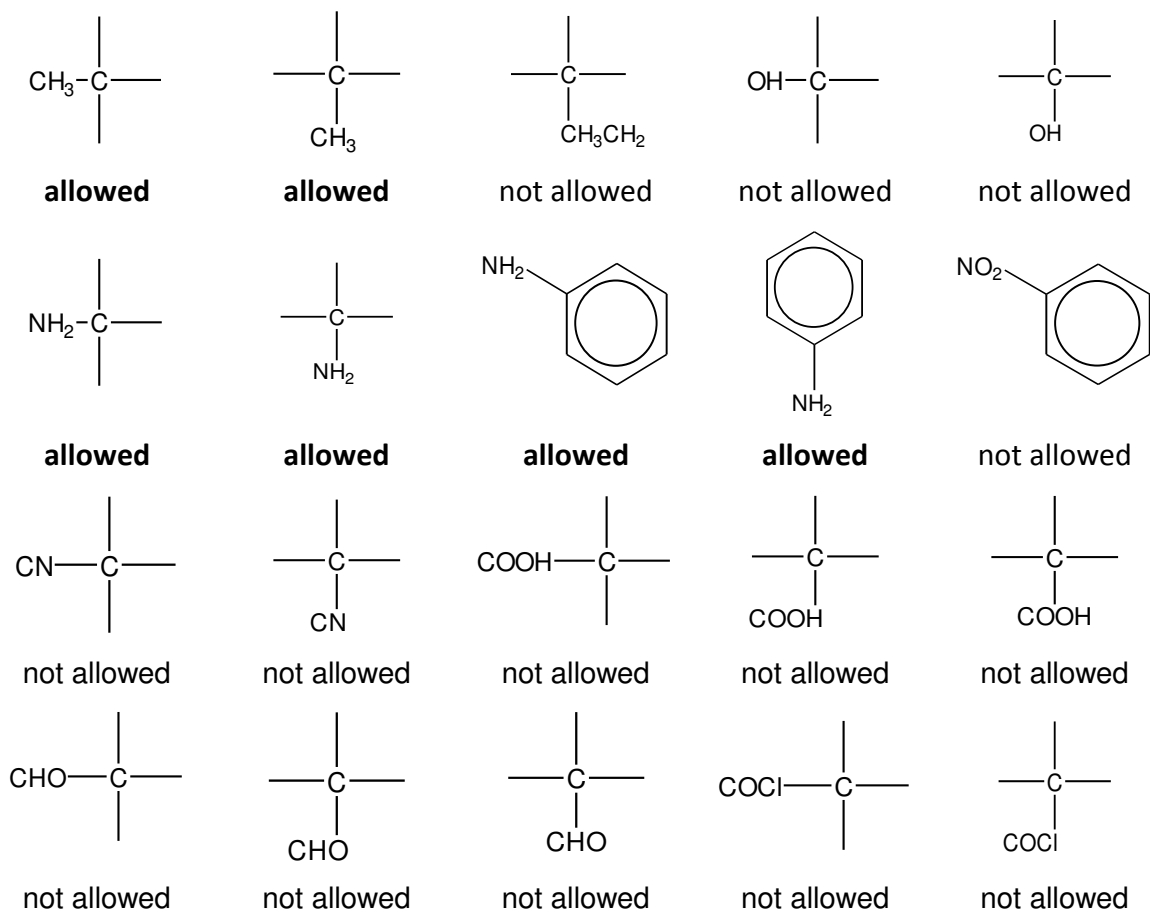 CH3 C C C OH C C
CH3 CH3CH2 OH
allowed allowed not allowed not allowed not allowed
NH2 C C NH2 NO2
NH2 NH2
allowed allowed allowed allowed not allowed
CN C C COOH C C C
CN COOH COOH
not allowed not allowed not allowed not allowed not allowed
CHO C C C COCl C C
CHO CHO COCl
not allowed not allowed not allowed not allowed not allowed